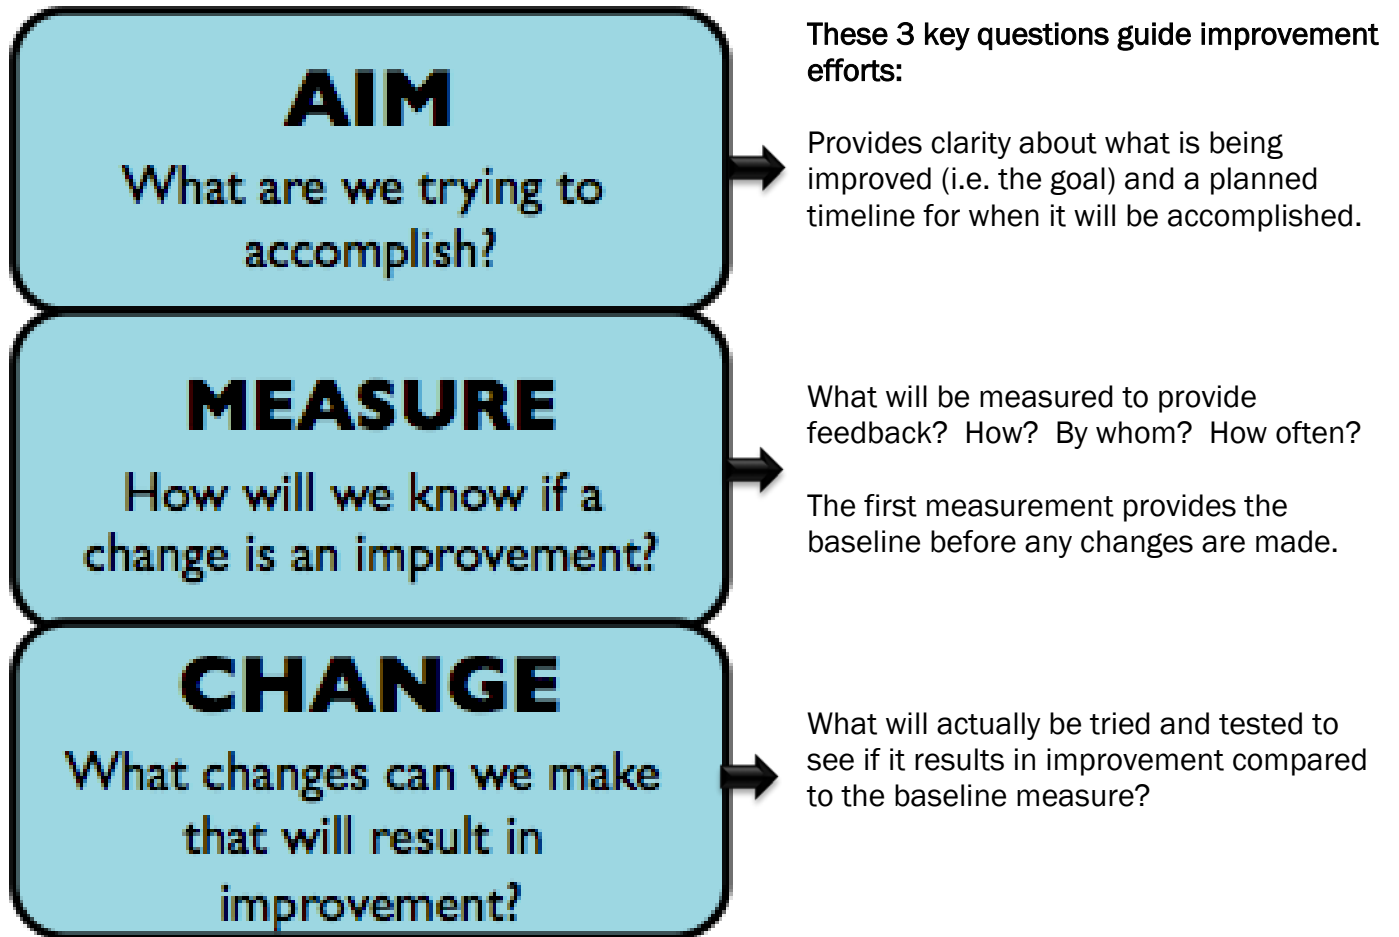 These 3 key questions guide improvement
efforts:
AIM
What are we trying to
accomplish?
Provides clarity about what is being
improved (i.e. the goal) and a planned
timeline for when it will be accomplished.
MEASURE
How will we know if a
change is an improvement?
What will be measured to provide
feedback?  How?  By whom?  How often?
The first measurement provides the
baseline before any changes are made.
CHANGE
What changes can we make
that will result in
improvement?
What will actually be tried and tested to
see if it results in improvement compared
to the baseline measure?